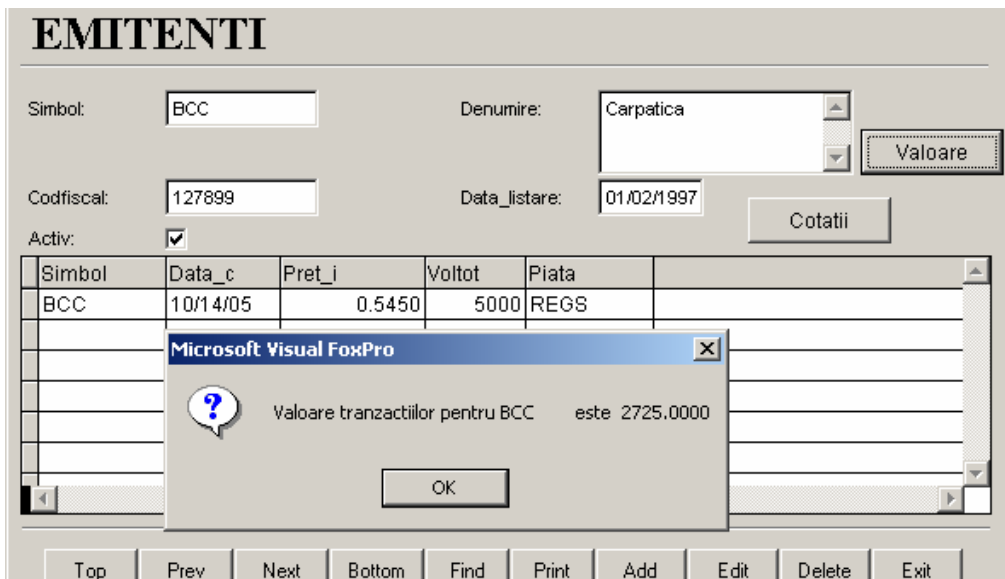 EMITENTI
Simbol: BCC Denumire: Carpatica
Valoare
Codfiscal: 127899 Data_listare: 01/02/1997
Cotatii
Activ:
Simbol Data_c Pret_i Voltot Piata
BCC 10/14/05 0.5450 5000 REGS
Microsoft Visual FoxPro
Valoare tranzactiilor pentru BCC este 2725.0000
OK
Top Prev Next Bottom Find Print Add Edit Delete Exit